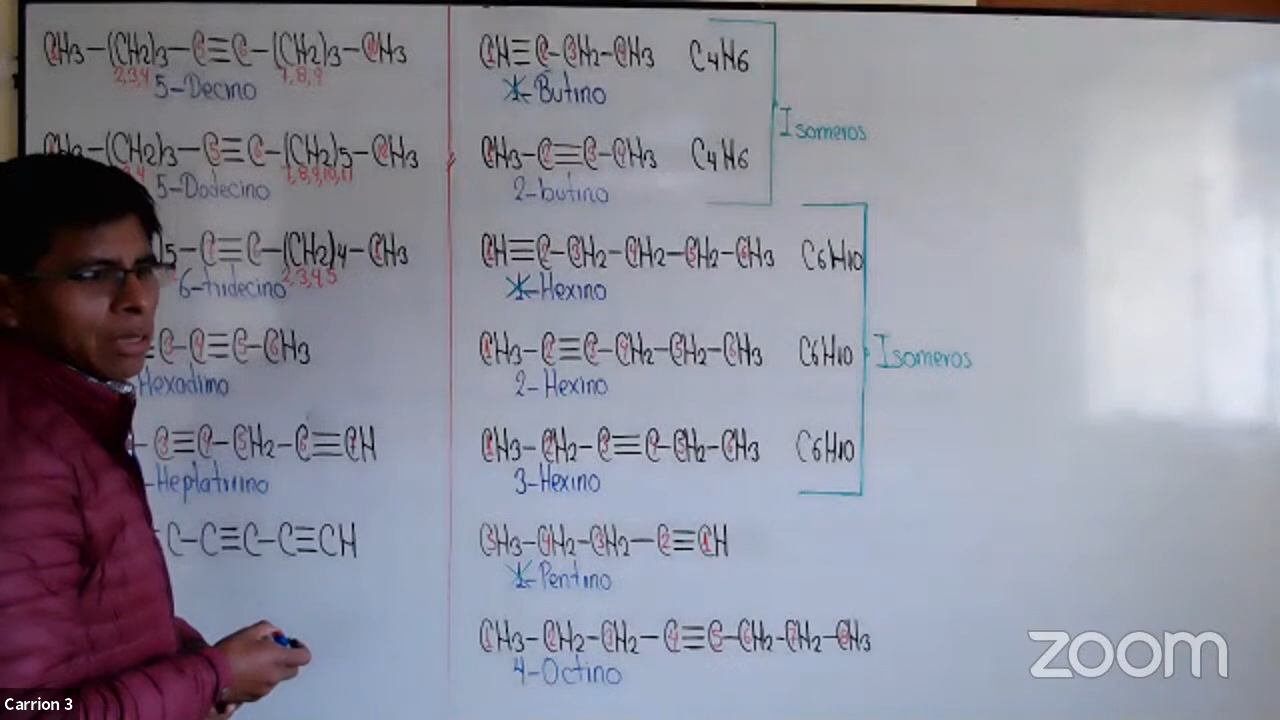 CH3-(CH2)3-C≡C-(CH2)3-CH3
2,3,4 7,8,9
5-Decino
CH3-(CH2)3-C≡C-(CH2)5-CH3
7,8,9,10,11
5-Dodecino
)5-C≡C-(CH2)4-CH3
2,3,4,5
6-tridecino
≡C-C≡C-CH3
Hexadiino
-C≡C-CH2-C≡CH
-Heptatriino
C-C≡C-C≡CH
CH≡C-CH2-CH3 C4H6
1-Butino
Isomeros
CH3-C≡C-CH3 C4H6
2-butino
CH≡C-CH2-CH2-CH2-CH3 C6H10
1-Hexino
CH3-C≡C-CH2-CH2-CH3 C6H10
Isomeros
2-Hexino
CH3-CH2-C≡C-CH2-CH3 C6H10
3-Hexino
CH3-CH2-CH2-C≡CH
1-Pentino
CH3-CH2-CH2-C≡C-CH2-CH2-CH3
4-Octino
zoom
Carrion 3